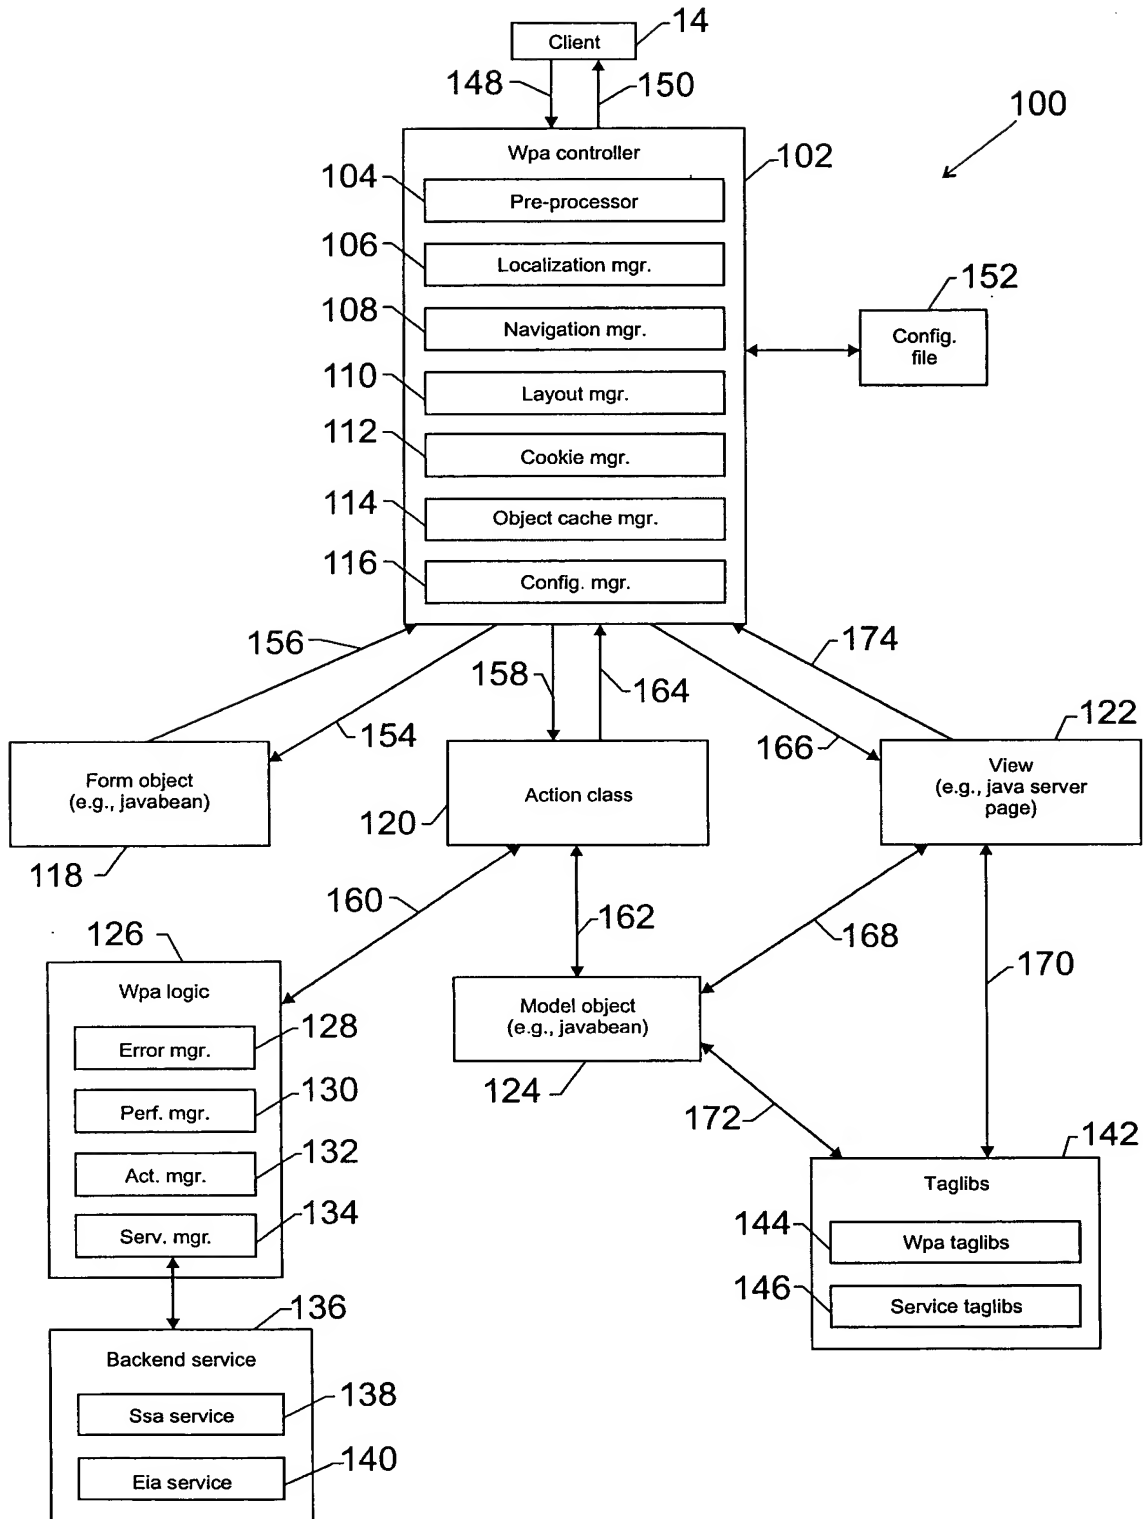 Client
14
148
150
100
Wpa controller
102
104
Pre-processor
106
Localization mgr.
152
108
Navigation mgr.
Config.
file
110
Layout mgr.
112
Cookie mgr.
114
Object cache mgr.
116
Config. mgr.
156
174
158
164
154
166
122
Form object
(e.g., javabean)
118
Action class
120
View
(e.g., java server
page)
160
162
168
170
126
Wpa logic
Error mgr.
128
Perf. mgr.
130
Act. mgr.
132
Serv. mgr.
134
Model object
(e.g., javabean)
124
172
142
Taglibs
144
Wpa taglibs
146
Service taglibs
136
Backend service
Ssa service
138
Eia service
140